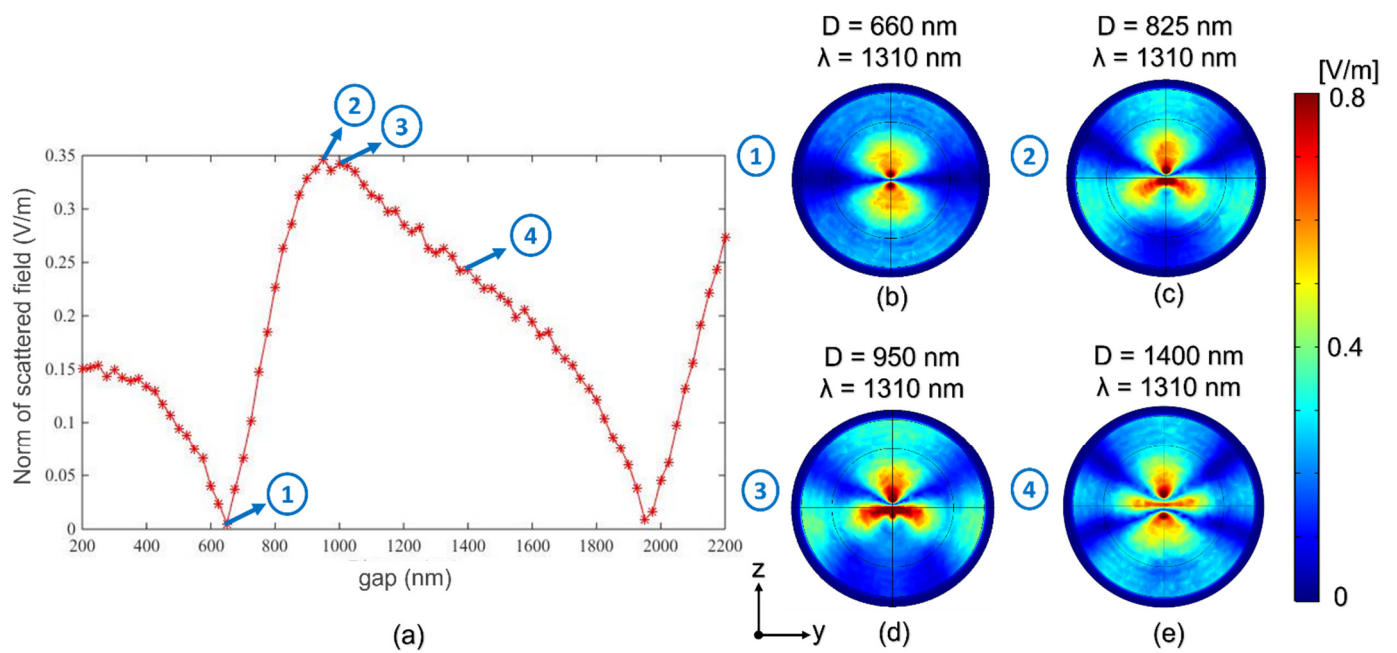 2
3
0.35
0.3
0.25
0.2
0.15
0.1
0.05
0
Norm of scattered field (V/m)
4
1
200 400 600 800 1000 1200 1400 1600 1800 2000 2200
gap (nm)
(a)
D = 660 nm
λ = 1310 nm
1
(b)
D = 825 nm
λ = 1310 nm
2
(c)
D = 950 nm
λ = 1310 nm
3
(d)
D = 1400 nm
λ = 1310 nm
4
(e)
z
y
[V/m]
0.8
0.4
0